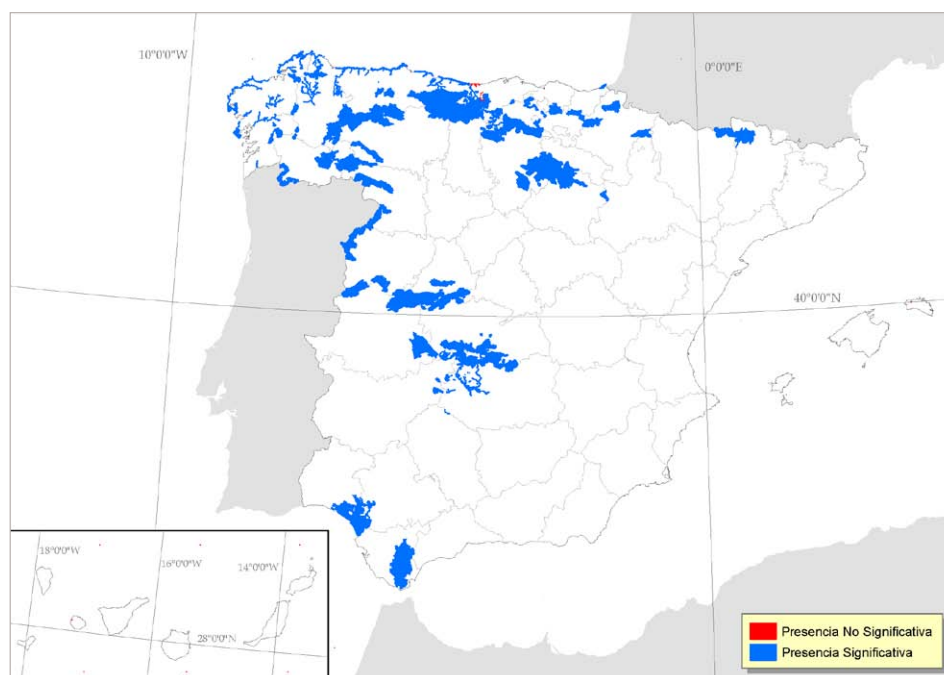 10°0'0"W
0°0'0"E
40°0'0"N
18°0'0"W
16°0'0"W
14°0'0"W
28°0'0"N
Presencia No Significativa
Presencia Significativa